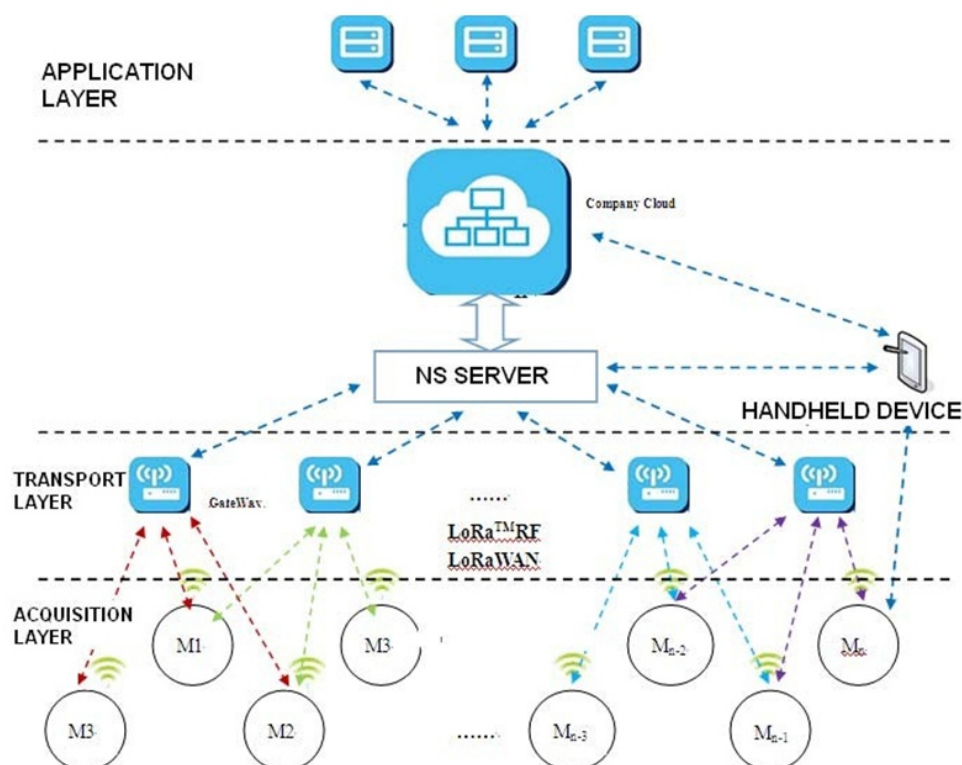 APPLICATION
LAYER
Company Cloud
NS SERVER
HANDHELD DEVICE
TRANSPORT
LAYER
GateWay.
......
LoRa™RF
LoRaWAN
ACQUISITION
LAYER
M1
M3
Mn-2
Mn
M3
M2
......
Mn-3
Mn-1